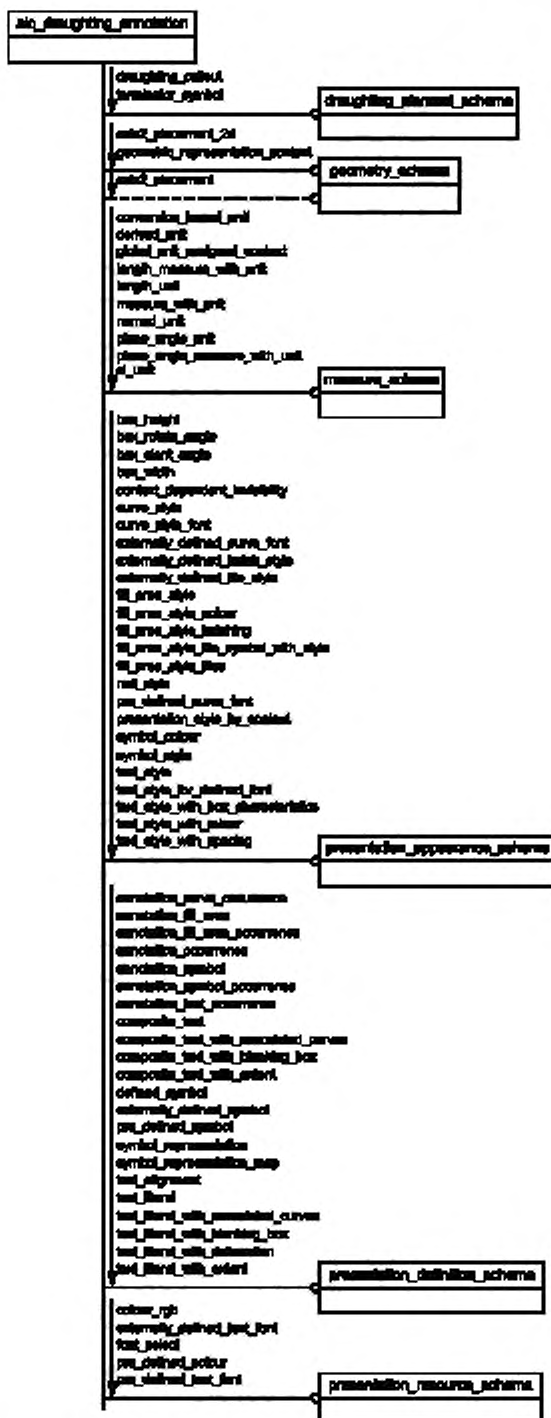 aic_draughting_annotation
draughting_callout
terminator_symbol
draughting_element_schema
axis2_placement_2d
geometric_representation_context
geometry_schema
axis2_placement
conversion_based_unit
derived_unit
global_unit_assigned_context
length_measure_with_unit
length_unit
measure_with_unit
named_unit
plane_angle_unit
plane_angle_measure_with_unit
si_unit
measure_schema
box_height
box_rotate_angle
box_slant_angle
box_width
context_dependent_invisibility
curve_style
curve_style_font
externally_defined_curve_font
externally_defined_hatch_style
externally_defined_tile_style
fill_area_style
fill_area_style_colour
fill_area_style_hatching
fill_area_style_tile_symbol_with_style
fill_area_style_tiles
null_style
pre_defined_curve_font
presentation_style_by_context
symbol_colour
symbol_style
text_style
text_style_for_defined_font
text_style_with_box_characteristics
text_style_with_mirror
text_style_with_spacing
presentation_appearance_schema
annotation_curve_occurrence
annotation_fill_area
annotation_fill_area_occurrence
annotation_occurrence
annotation_symbol
annotation_symbol_occurrence
annotation_text_occurrence
composite_text
composite_text_with_associated_curves
composite_text_with_blanking_box
composite_text_with_extent
defined_symbol
externally_defined_symbol
pre_defined_symbol
symbol_representation
symbol_representation_map
text_alignment
text_literal
text_literal_with_associated_curves
text_literal_with_blanking_box
text_literal_with_delineation
text_literal_with_extent
presentation_definition_schema
colour_rgb
externally_defined_text_font
font_select
pre_defined_colour
pre_defined_text_font
presentation_resource_schema